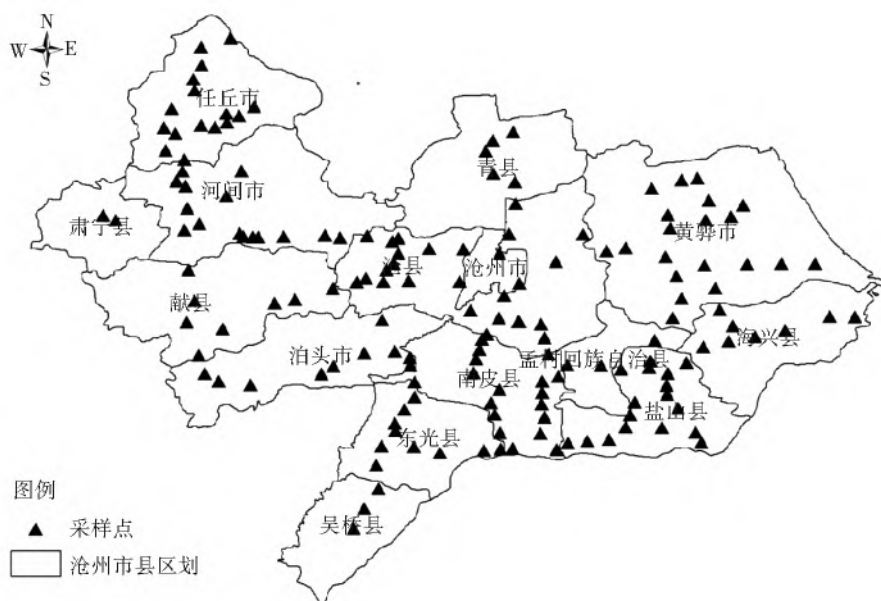 N
W E
S
任丘市
青县
河间市
肃宁县
黄骅市
沧州市
献县
海兴县
泊头市
孟村回族自治县
南皮县
盐山县
东光县
图例
采样点
吴桥县
沧州市县区划